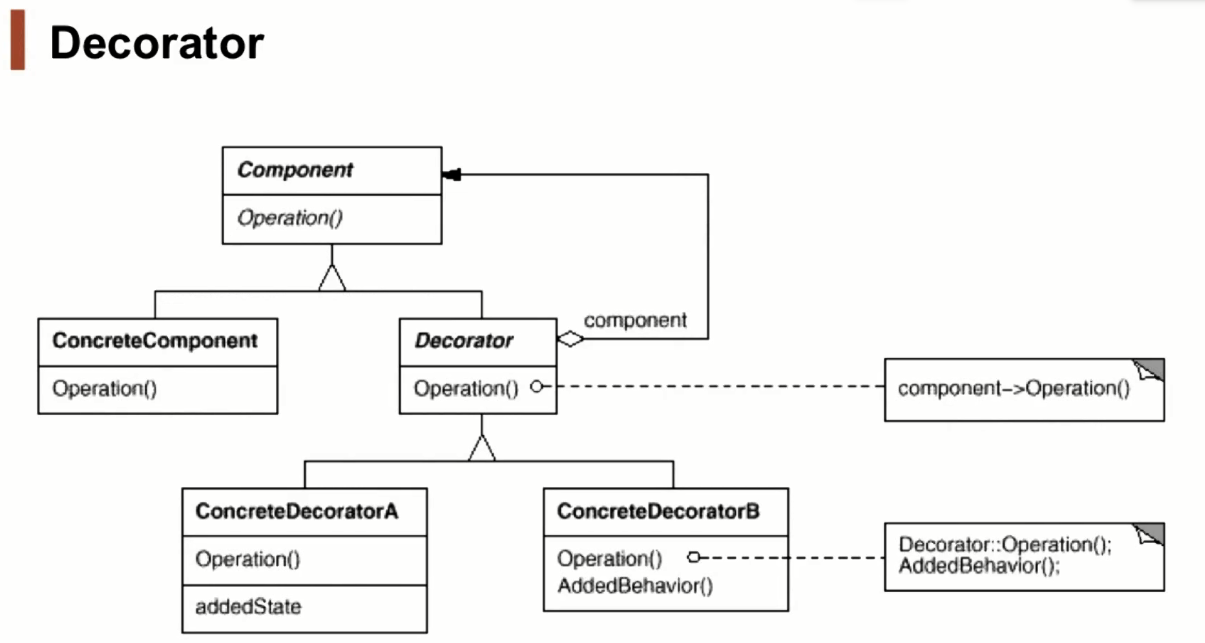 Decorator
Component
Operation()
component
ConcreteComponent
Operation()
Decorator
Operation()
component->Operation()
ConcreteDecoratorA
Operation()
addedState
ConcreteDecoratorB
Operation()
AddedBehavior()
Decorator::Operation();
AddedBehavior();